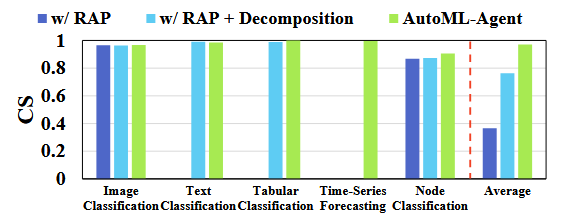 w/ RAP w/ RAP + Decomposition AutoML-Agent
CS
1
0.8
0.6
0.4
0.2
0
Image Text Tabular Time-Series Node Average
Classification Classification Classification Forecasting Classification